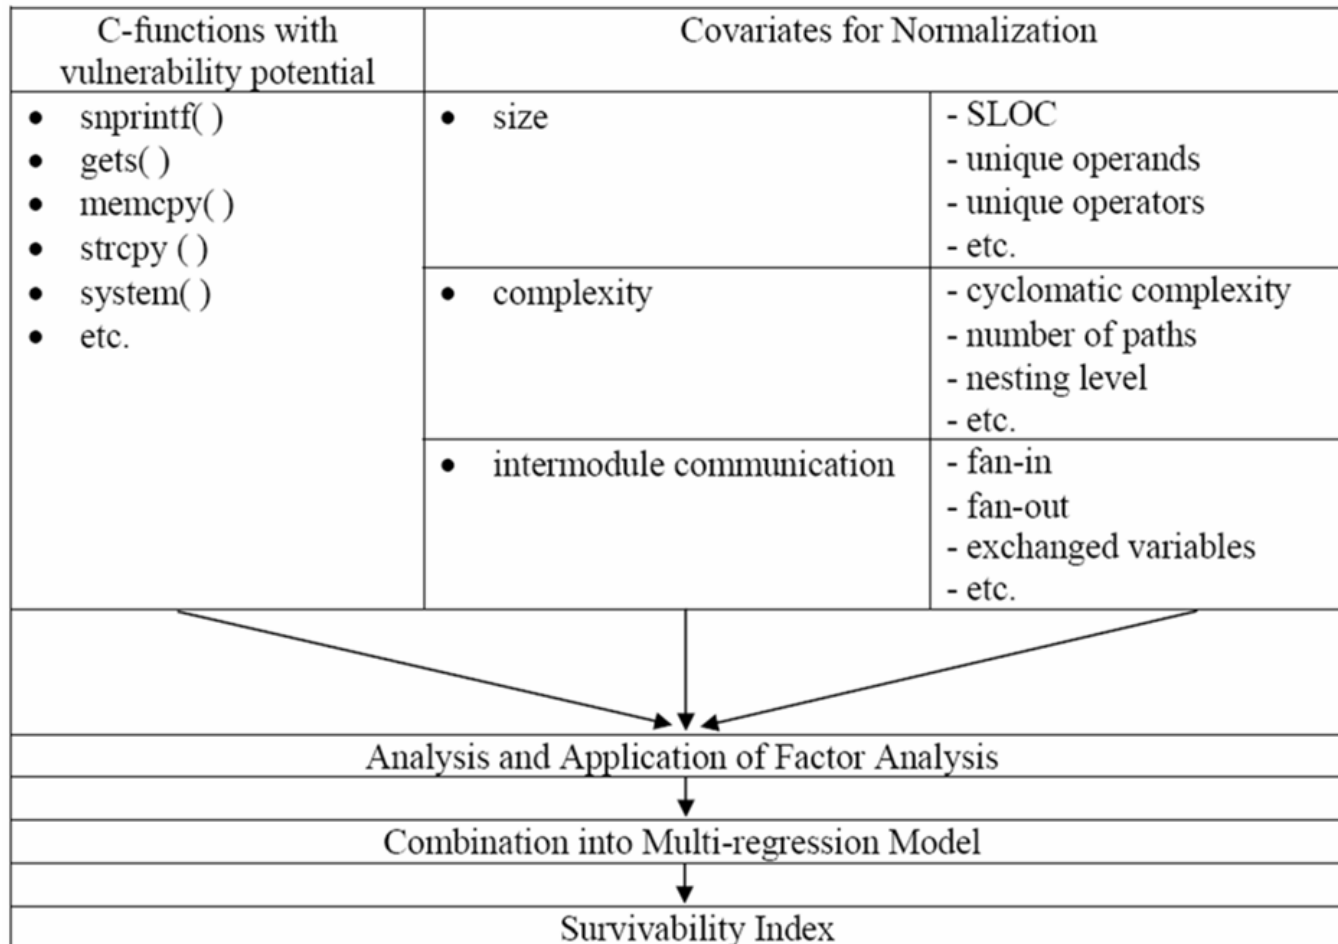 C-functions with
vulnerability potential
Covariates for Normalization
• snprintf( )
• gets( )
• memcpy( )
• strcpy ( )
• system( )
• etc.
• size
- SLOC
- unique operands
- unique operators
- etc.
• complexity
- cyclomatic complexity
- number of paths
- nesting level
- etc.
• intermodule communication
- fan-in
- fan-out
- exchanged variables
- etc.
Analysis and Application of Factor Analysis
Combination into Multi-regression Model
Survivability Index